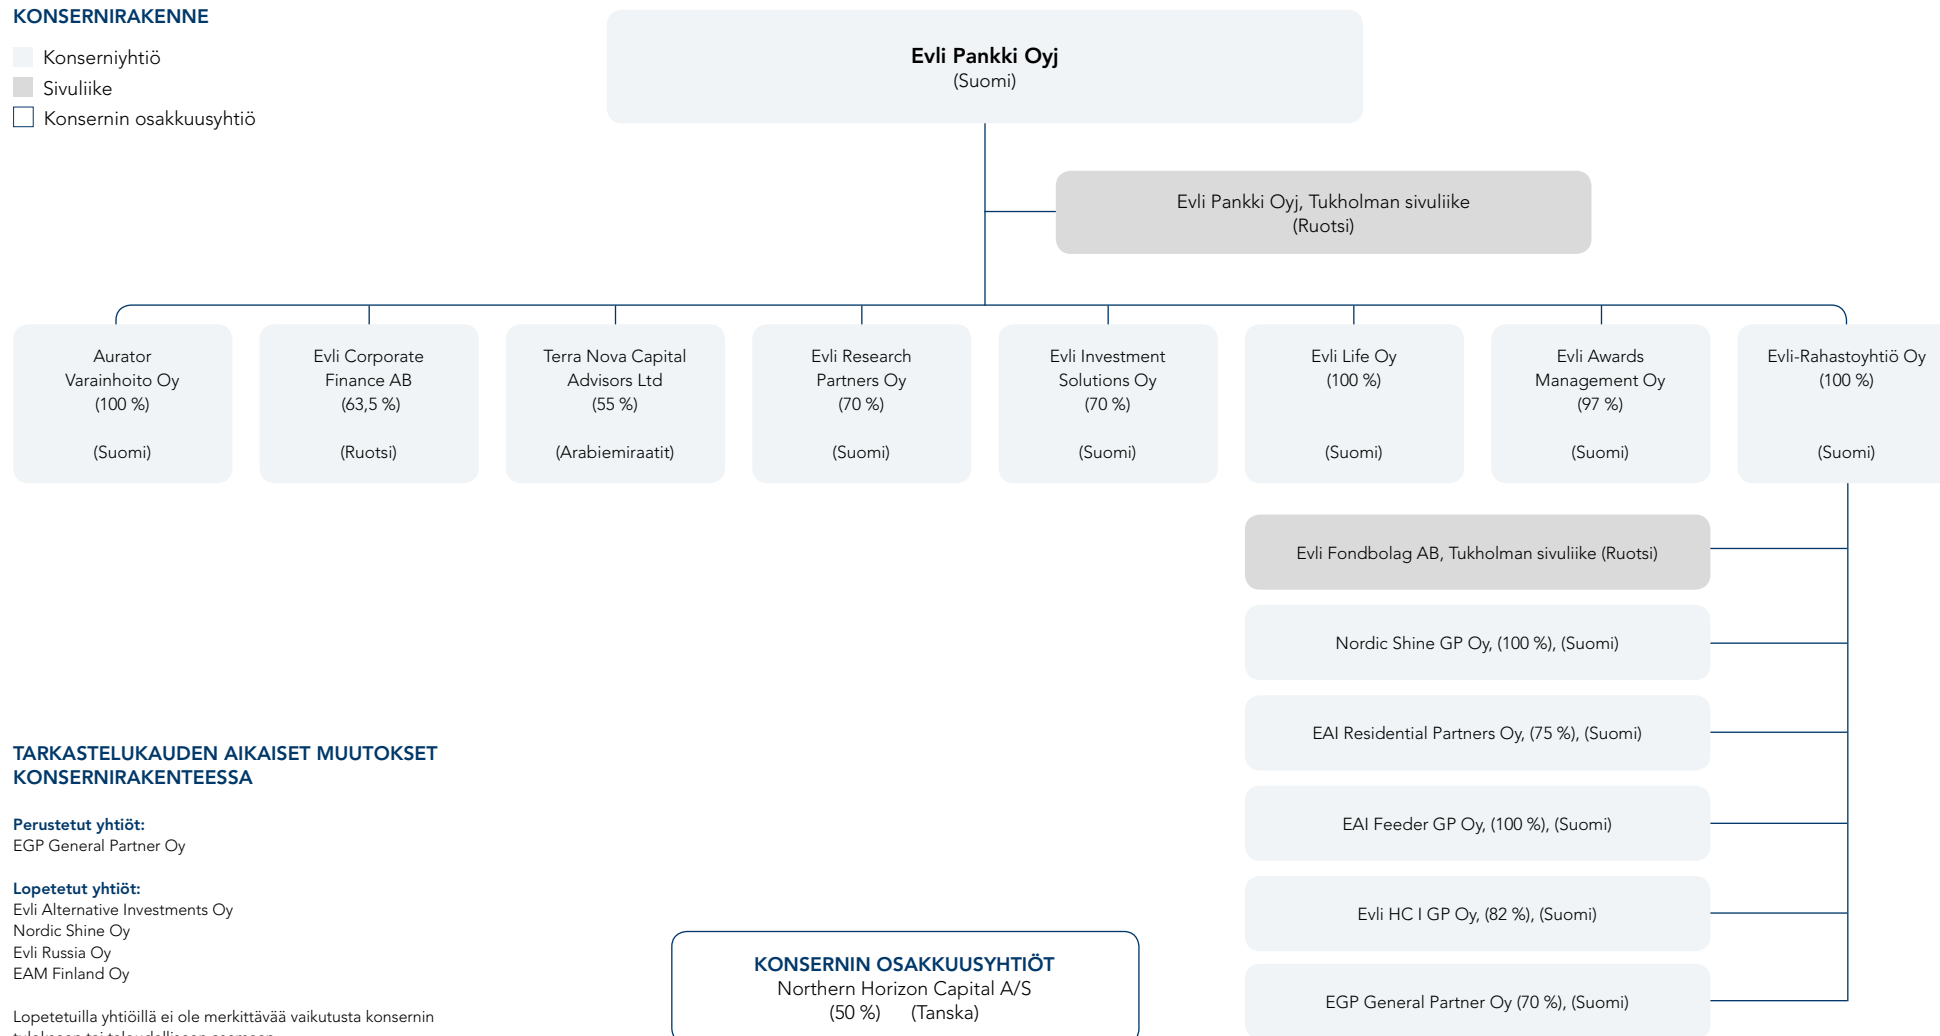 KONSERNIRAKENNE
Konserniyhtiö
Sivuliike
Konsernin osakkuusyhtiö
Evli Pankki Oyj
(Suomi)
Evli Pankki Oyj, Tukholman sivuliike
(Ruotsi)
Aurator
Varainhoito Oy
(100 %)
(Suomi)
Evli Corporate
Finance AB
(63,5 %)
(Ruotsi)
Terra Nova Capital
Advisors Ltd
(55 %)
(Arabiemiraatit)
Evli Research
Partners Oy
(70 %)
(Suomi)
Evli Investment
Solutions Oy
(70 %)
(Suomi)
Evli Life Oy
(100 %)
(Suomi)
Evli Awards
Management Oy
(97 %)
(Suomi)
Evli-Rahastoyhtiö Oy
(100 %)
(Suomi)
Evli Fondbolag AB, Tukholman sivuliike (Ruotsi)
Nordic Shine GP Oy, (100 %), (Suomi)
EAI Residential Partners Oy, (75 %), (Suomi)
EAI Feeder GP Oy, (100 %), (Suomi)
Evli HC I GP Oy, (82 %), (Suomi)
EGP General Partner Oy (70 %), (Suomi)
TARKASTELUKAUDEN AIKAISET MUUTOKSET
KONSERNIRAKENTEESSA
Perustetut yhtiöt:
EGP General Partner Oy
Lopetetut yhtiöt:
Evli Alternative Investments Oy
Nordic Shine Oy
Evli Russia Oy
EAM Finland Oy
Lopetetuilla yhtiöillä ei ole merkittävää vaikutusta konsernin
KONSERNIN OSAKKUUSYHTIÖT
Northern Horizon Capital A/S
(50 %) (Tanska)